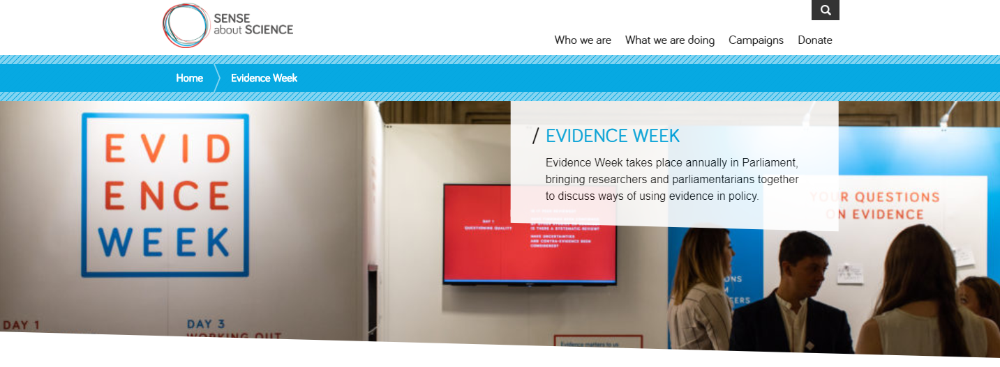 SENSE
about SCIENCE
Who we are
What we are doing
Campaigns
Donate
Home
Evidence Week
/ EVIDENCE WEEK
Evidence Week takes place annually in Parliament,
bringing researchers and parliamentarians together
to discuss ways of using evidence in policy.
EVID
ENCE
WEEK
DAY 1
DAY 3
WORKING OUT
DAY 1
QUESTIONING QUALITY
IS THERE A SYSTEMATIC REVIEW?
HAVE UNCERTAINTIES
AND CONTRA-EVIDENCE BEEN
CONSIDERED?
YOUR QUESTIONS
ON EVIDENCE
Evidence matters to us